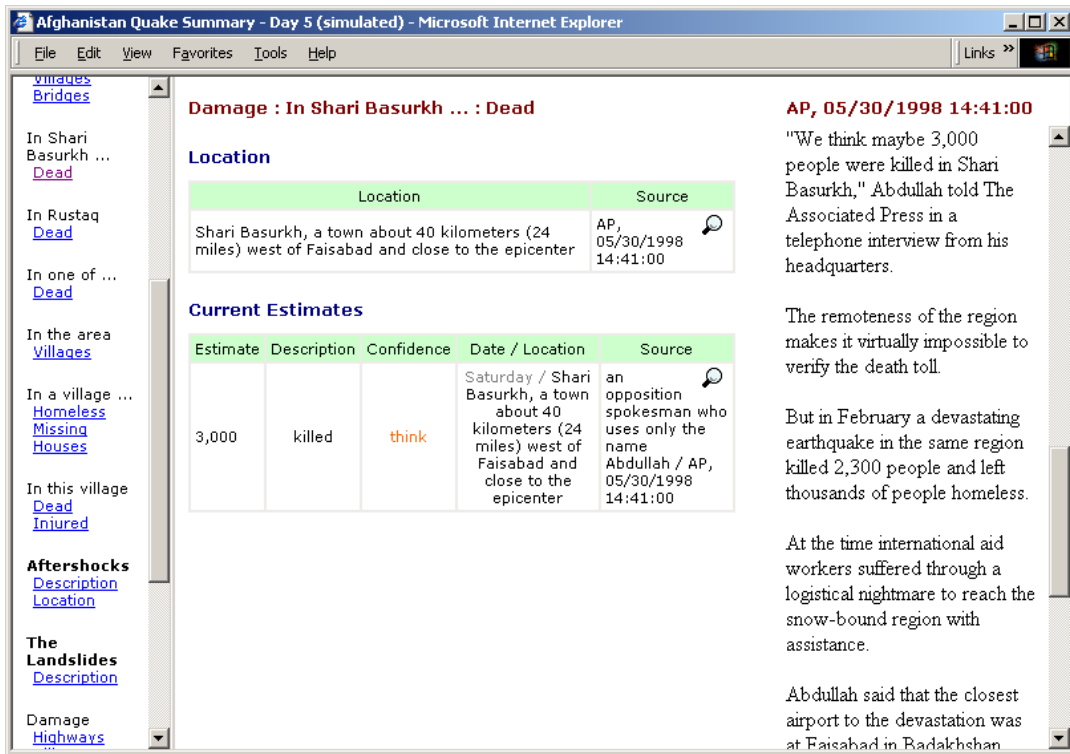 Afghanistan Quake Summary - Day 5 (simulated) - Microsoft Internet Explorer
File Edit View Favorites Tools Help
Links »
Villages
Bridges
In Shari
Basurkh ...
Dead
In Rustaq
Dead
In one of ...
Dead
In the area
Villages
In a village ...
Homeless
Missing
Houses
In this village
Dead
Injured
Aftershocks
Description
Location
The
Landslides
Description
Damage
Highways
Damage : In Shari Basurkh ... : Dead
Location
Location Source
Shari Basurkh, a town about 40 kilometers (24
miles) west of Faisabad and close to the epicenter
AP,
05/30/1998
14:41:00
Current Estimates
Estimate Description Confidence Date / Location Source
3,000 killed think
Saturday / Shari
Basurkh, a town
about 40
kilometers (24
miles) west of
Faisabad and
close to the
epicenter
an
opposition
spokesman who
uses only the
name
Abdullah / AP,
05/30/1998
14:41:00
AP, 05/30/1998 14:41:00
"We think maybe 3,000
people were killed in Shari
Basurkh," Abdullah told The
Associated Press in a
telephone interview from his
headquarters.
The remoteness of the region
makes it virtually impossible to
verify the death toll.
But in February a devastating
earthquake in the same region
killed 2,300 people and left
thousands of people homeless.
At the time international aid
workers suffered through a
logistical nightmare to reach the
snow-bound region with
assistance.
Abdullah said that the closest
airport to the devastation was
at Faisabad in Badakhshan